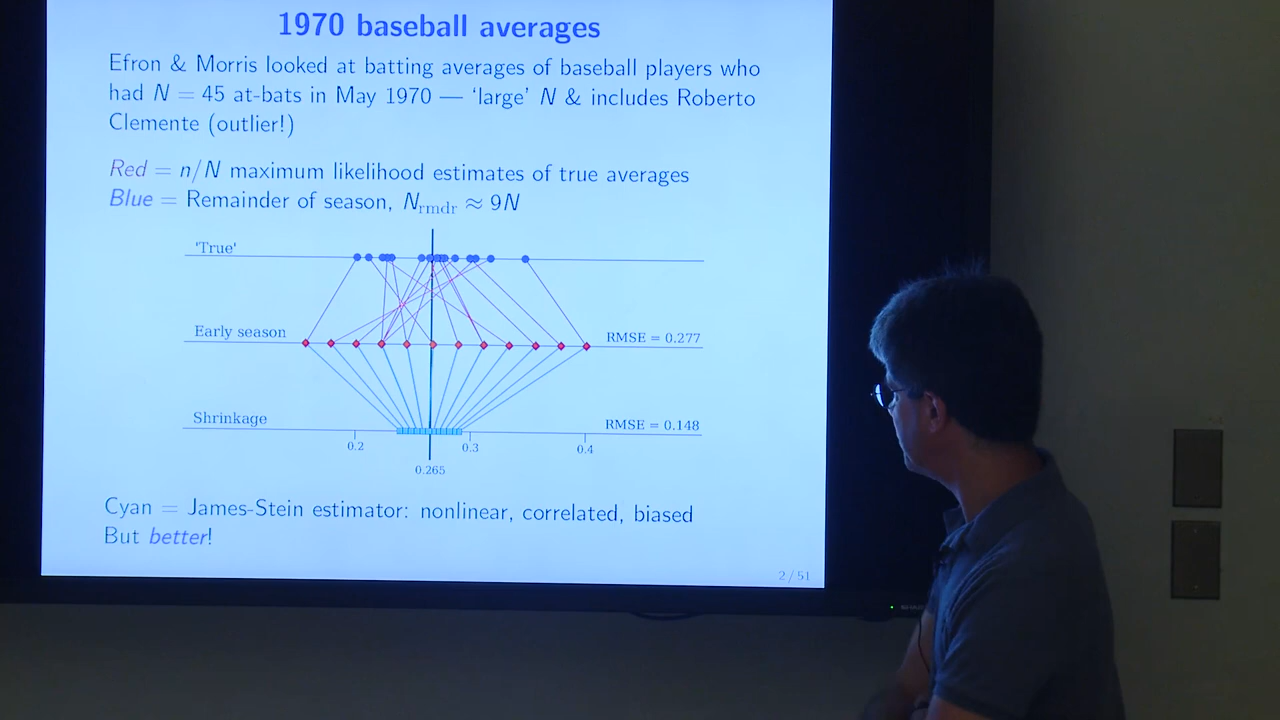 1970 baseball averages
Efron & Morris looked at batting averages of baseball players who
had N = 45 at-bats in May 1970 — ‘large’ N & includes Roberto
Clemente (outlier!)
Red = n/N maximum likelihood estimates of true averages
Blue = Remainder of season, N_rmdr ≈ 9N
'True'
Early season
RMSE = 0.277
Shrinkage
RMSE = 0.148
0.2
0.3
0.4
0.265
Cyan = James-Stein estimator: nonlinear, correlated, biased
But better!
2 / 51